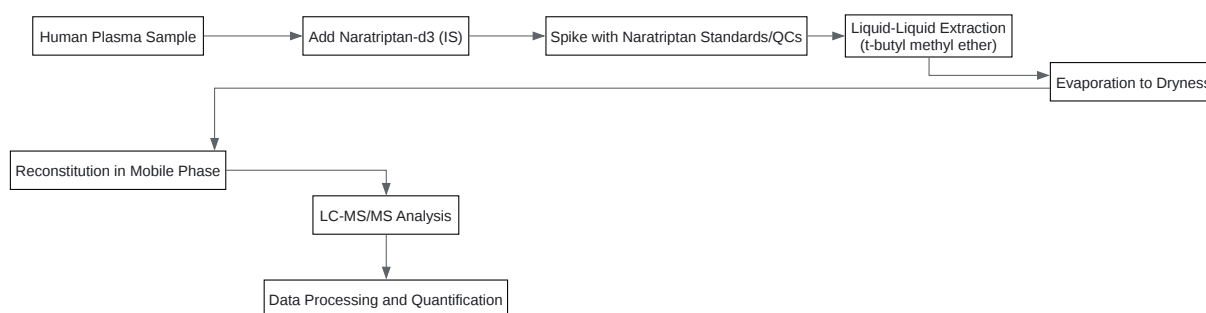 Human Plasma Sample
Add Naratriptan-d3 (IS)
Spike with Naratriptan Standards/QCs
Liquid-Liquid Extraction
(t-butyl methyl ether)
Evaporation to Dryness
Reconstitution in Mobile Phase
LC-MS/MS Analysis
Data Processing and Quantification